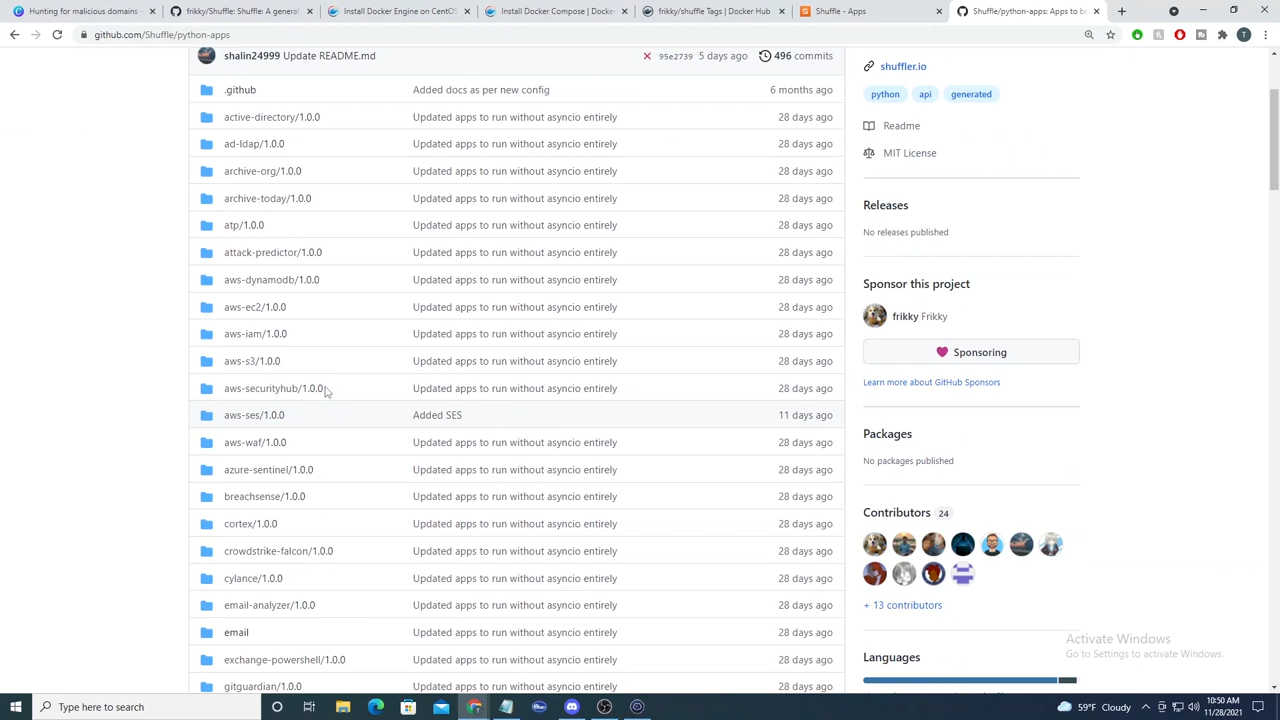 Hunting for malicious domains
frikky/Shuffle: Shuffle: A general
Install Docker Engine on CentOS
Install Docker Compose | Docker
frikky/shuffle Tags | Docker Hub
Shuffle - Apps
Shuffle/python-apps: Apps to be
github.com/Shuffle/python-apps
shalin24999 Update README.md
95e2739 5 days ago 496 commits
.github Added docs as per new config 6 months ago
active-directory/1.0.0 Updated apps to run without asyncio entirely 28 days ago
ad-ldap/1.0.0 Updated apps to run without asyncio entirely 28 days ago
archive-org/1.0.0 Updated apps to run without asyncio entirely 28 days ago
archive-today/1.0.0 Updated apps to run without asyncio entirely 28 days ago
atp/1.0.0 Updated apps to run without asyncio entirely 28 days ago
attack-predictor/1.0.0 Updated apps to run without asyncio entirely 28 days ago
aws-dynamodb/1.0.0 Updated apps to run without asyncio entirely 28 days ago
aws-ec2/1.0.0 Updated apps to run without asyncio entirely 28 days ago
aws-iam/1.0.0 Updated apps to run without asyncio entirely 28 days ago
aws-s3/1.0.0 Updated apps to run without asyncio entirely 28 days ago
aws-securityhub/1.0.0 Updated apps to run without asyncio entirely 28 days ago
aws-ses/1.0.0 Added SES 11 days ago
aws-waf/1.0.0 Updated apps to run without asyncio entirely 28 days ago
azure-sentinel/1.0.0 Updated apps to run without asyncio entirely 28 days ago
breachsense/1.0.0 Updated apps to run without asyncio entirely 28 days ago
cortex/1.0.0 Updated apps to run without asyncio entirely 28 days ago
crowdstrike-falcon/1.0.0 Updated apps to run without asyncio entirely 28 days ago
cylance/1.0.0 Updated apps to run without asyncio entirely 28 days ago
email-analyzer/1.0.0 Updated apps to run without asyncio entirely 28 days ago
email Updated apps to run without asyncio entirely 28 days ago
exchange-powershell/1.0.0 Updated apps to run without asyncio entirely 28 days ago
gitguardian/1.0.0 Updated apps to run without asyncio entirely 28 days ago
shuffler.io
python api generated
Readme
MIT License
Releases
No releases published
Sponsor this project
frikky Frikky
Sponsoring
Learn more about GitHub Sponsors
Packages
No packages published
Contributors 24
+ 13 contributors
Languages
Activate Windows
Go to Settings to activate Windows.
Type here to search
59°F Cloudy
10:50 AM
11/28/2021